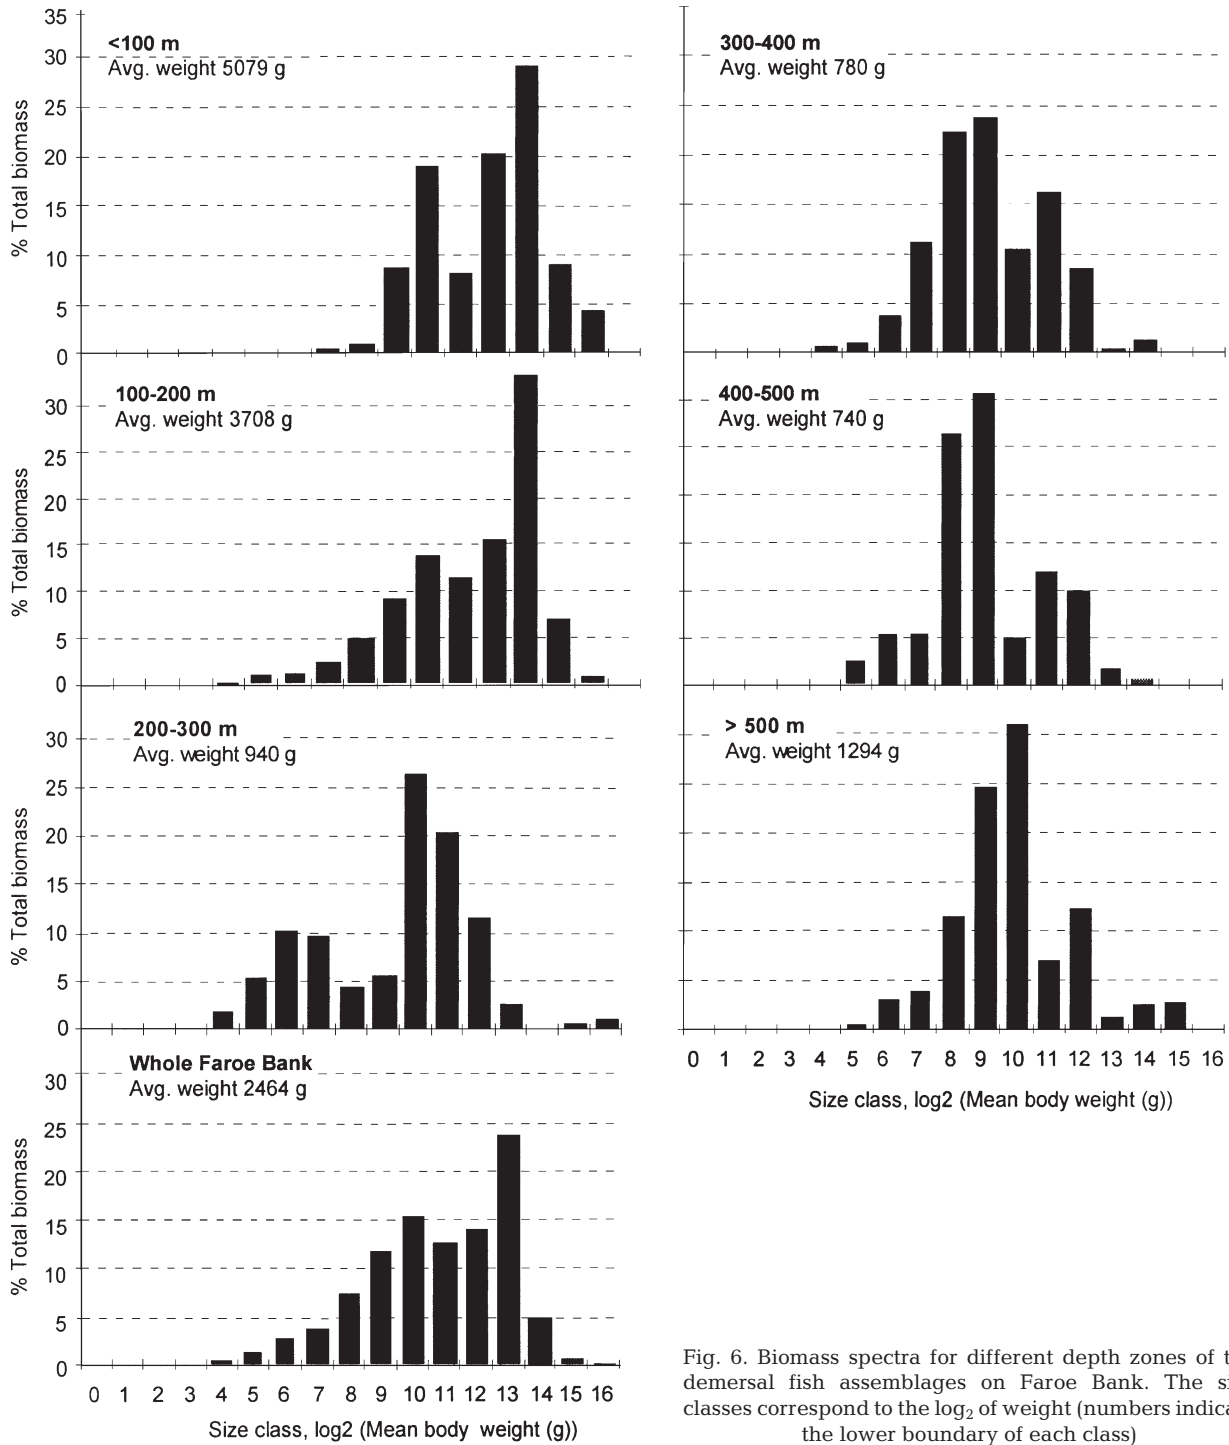 35
30
25
20
15
10
5
0
% Total biomass
<100 m
Avg. weight 5079 g
30
25
20
15
10
5
0
% Total biomass
100-200 m
Avg. weight 3708 g
30
25
20
15
10
5
0
% Total biomass
200-300 m
Avg. weight 940 g
30
25
20
15
10
5
0
% Total biomass
Whole Faroe Bank
Avg. weight 2464 g
0 1 2 3 4 5 6 7 8 9 10 11 12 13 14 15 16
Size class, log2 (Mean body weight (g))
300-400 m
Avg. weight 780 g
400-500 m
Avg. weight 740 g
> 500 m
Avg. weight 1294 g
0 1 2 3 4 5 6 7 8 9 10 11 12 13 14 15 16
Size class, log2 (Mean body weight (g))
Fig. 6. Biomass spectra for different depth zones of t
demersal fish assemblages on Faroe Bank. The si
classes correspond to the log₂ of weight (numbers indica
the lower boundary of each class)